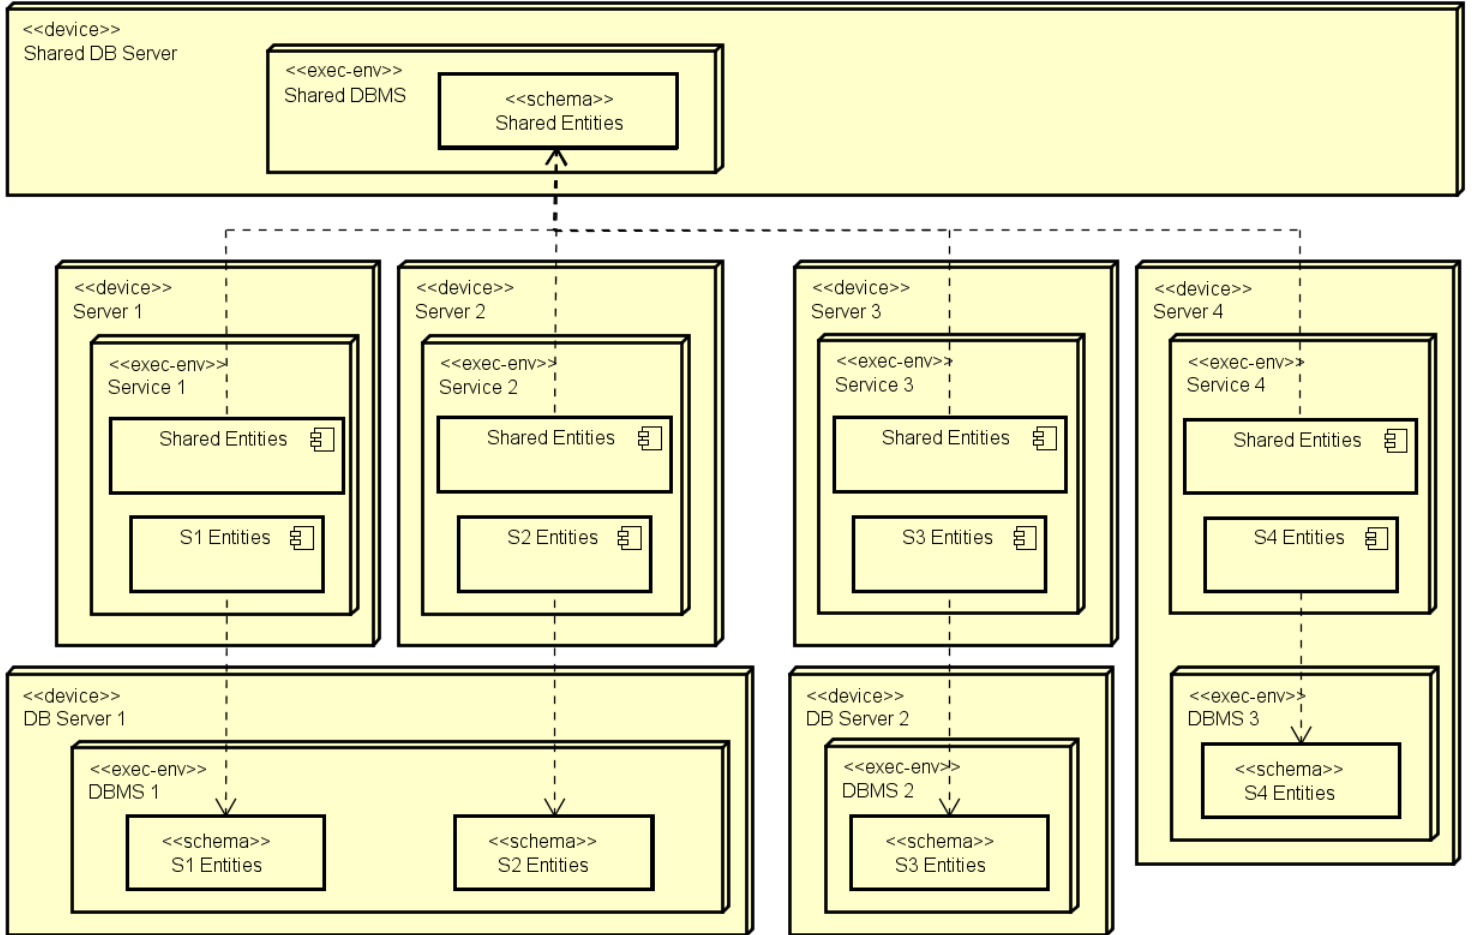 <<device>>
Shared DB Server
<<exec-env>>
Shared DBMS
<<schema>>
Shared Entities
<<device>>
Server 1
<<exec-env>>
Service 1
Shared Entities
S1 Entities
<<device>>
Server 2
<<exec-env>>
Service 2
Shared Entities
S2 Entities
<<device>>
Server 3
<<exec-env>>
Service 3
Shared Entities
S3 Entities
<<device>>
Server 4
<<exec-env>>
Service 4
Shared Entities
S4 Entities
<<exec-env>>
DBMS 3
<<schema>>
S4 Entities
<<device>>
DB Server 1
<<exec-env>>
DBMS 1
<<schema>>
S1 Entities
<<schema>>
S2 Entities
<<device>>
DB Server 2
<<exec-env>>
DBMS 2
<<schema>>
S3 Entities